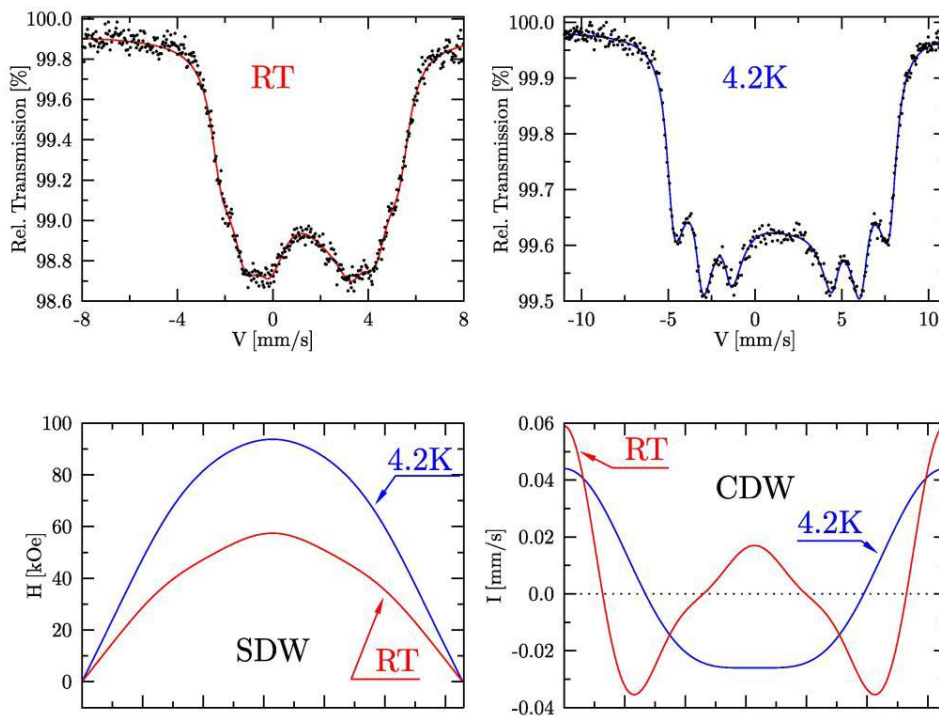 100.0
99.8
99.6
99.4
99.2
99.0
98.8
98.6
Rel. Transmission [%]
RT
-8
-4
0
4
8
V [mm/s]
100.0
99.9
99.8
99.7
99.6
99.5
Rel. Transmission [%]
4.2K
-10
-5
0
5
10
V [mm/s]
100
80
60
40
20
0
H [kOe]
4.2K
SDW
RT
0.06
0.04
0.02
0.0
-0.02
-0.04
I [mm/s]
RT
CDW
4.2K